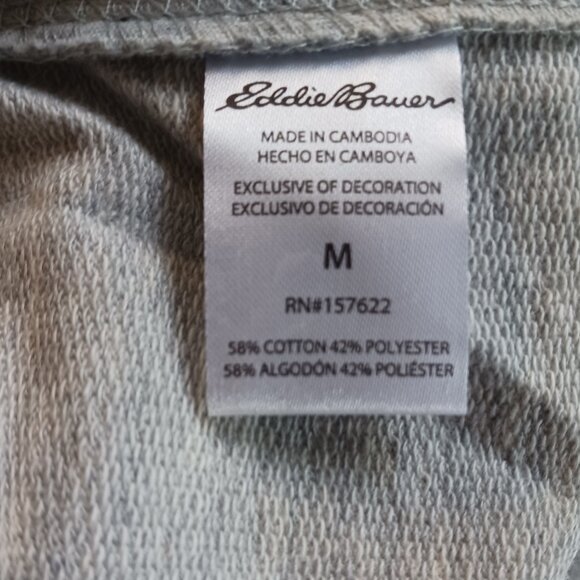 Eddie Bauer
MADE IN CAMBODIA
HECHO EN CAMBOYA
EXCLUSIVE OF DECORATION
EXCLUSIVO DE DECORACIÓN
M
RN#157622
58% COTTON 42% POLYESTER
58% ALGODÓN 42% POLIÉSTER